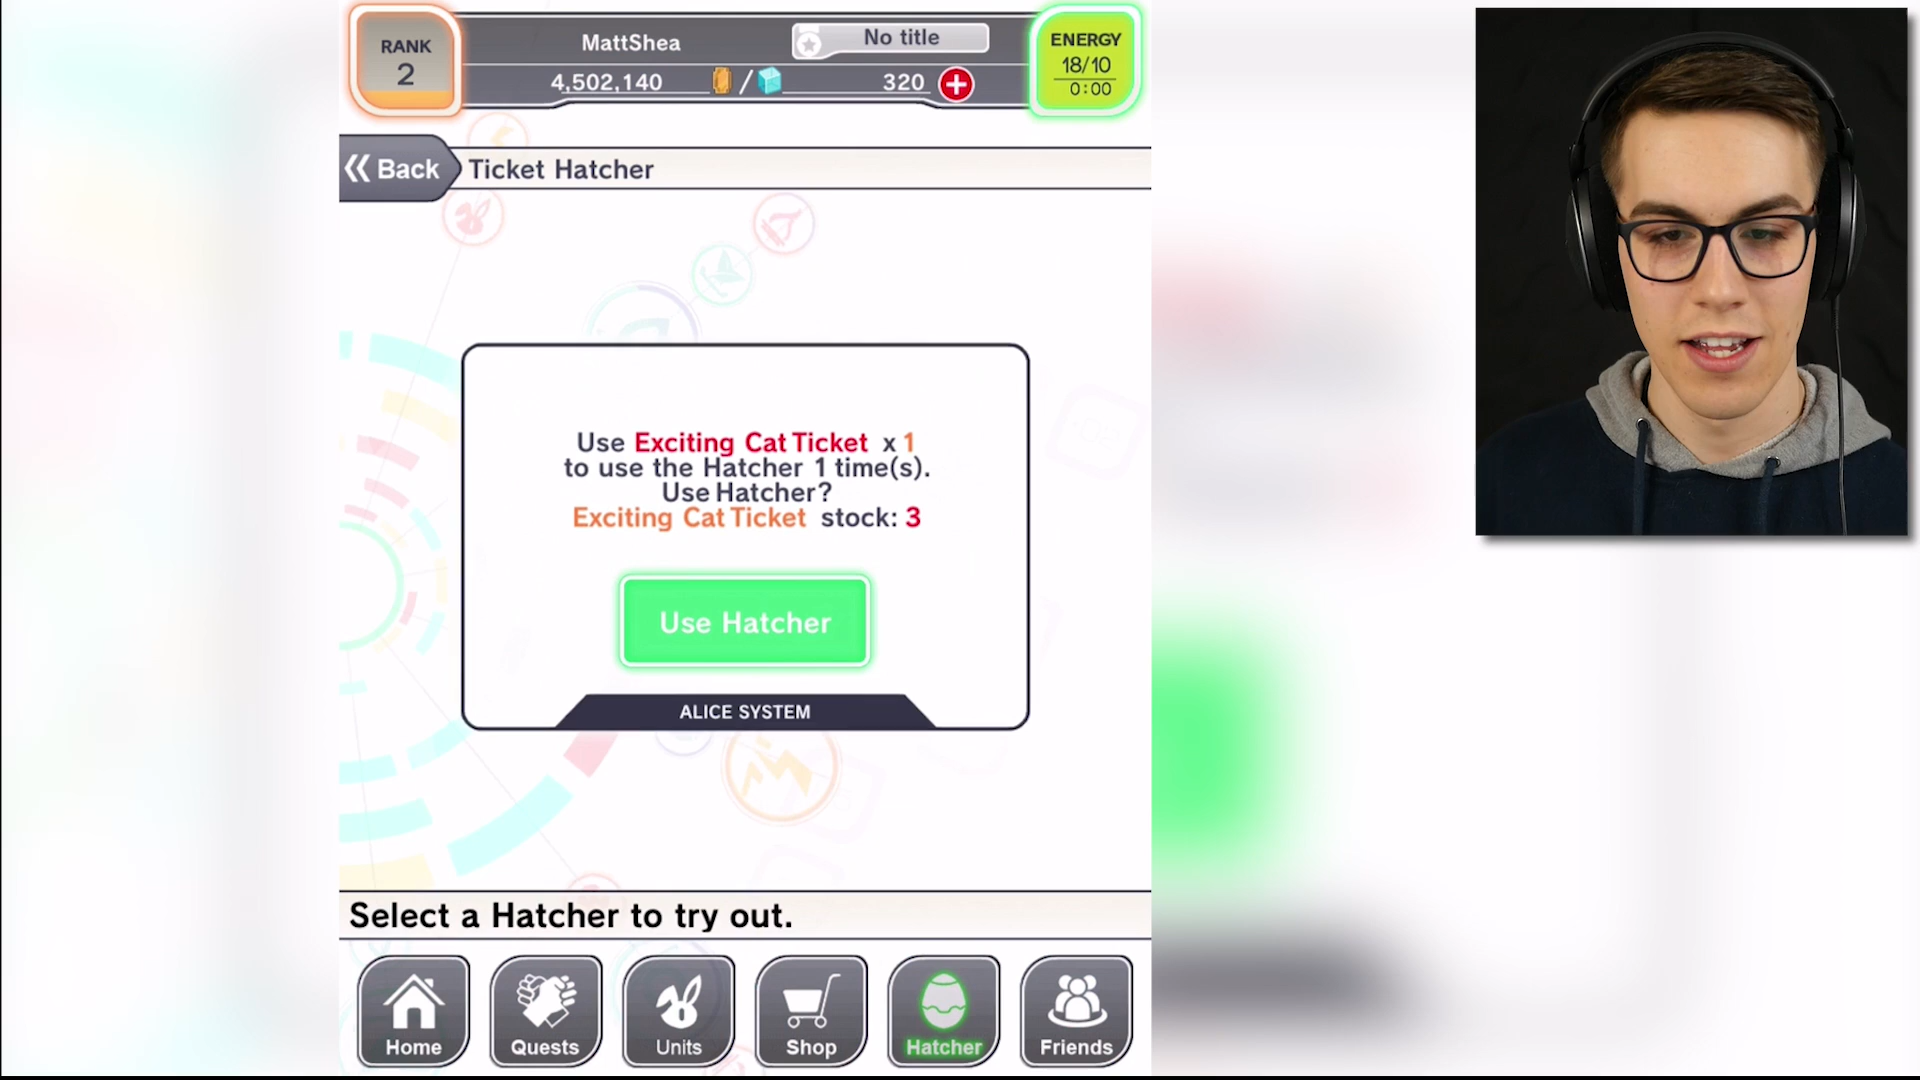 RANK
2
MattShea
No title
4,502,140 / 320
ENERGY
18/10
0:00
Back
Ticket Hatcher
Use Exciting Cat Ticket x 1
to use the Hatcher 1 time(s).
Use Hatcher?
Exciting Cat Ticket stock: 3
Use Hatcher
ALICE SYSTEM
Select a Hatcher to try out.
Home
Quests
Units
Shop
Hatcher
Friends